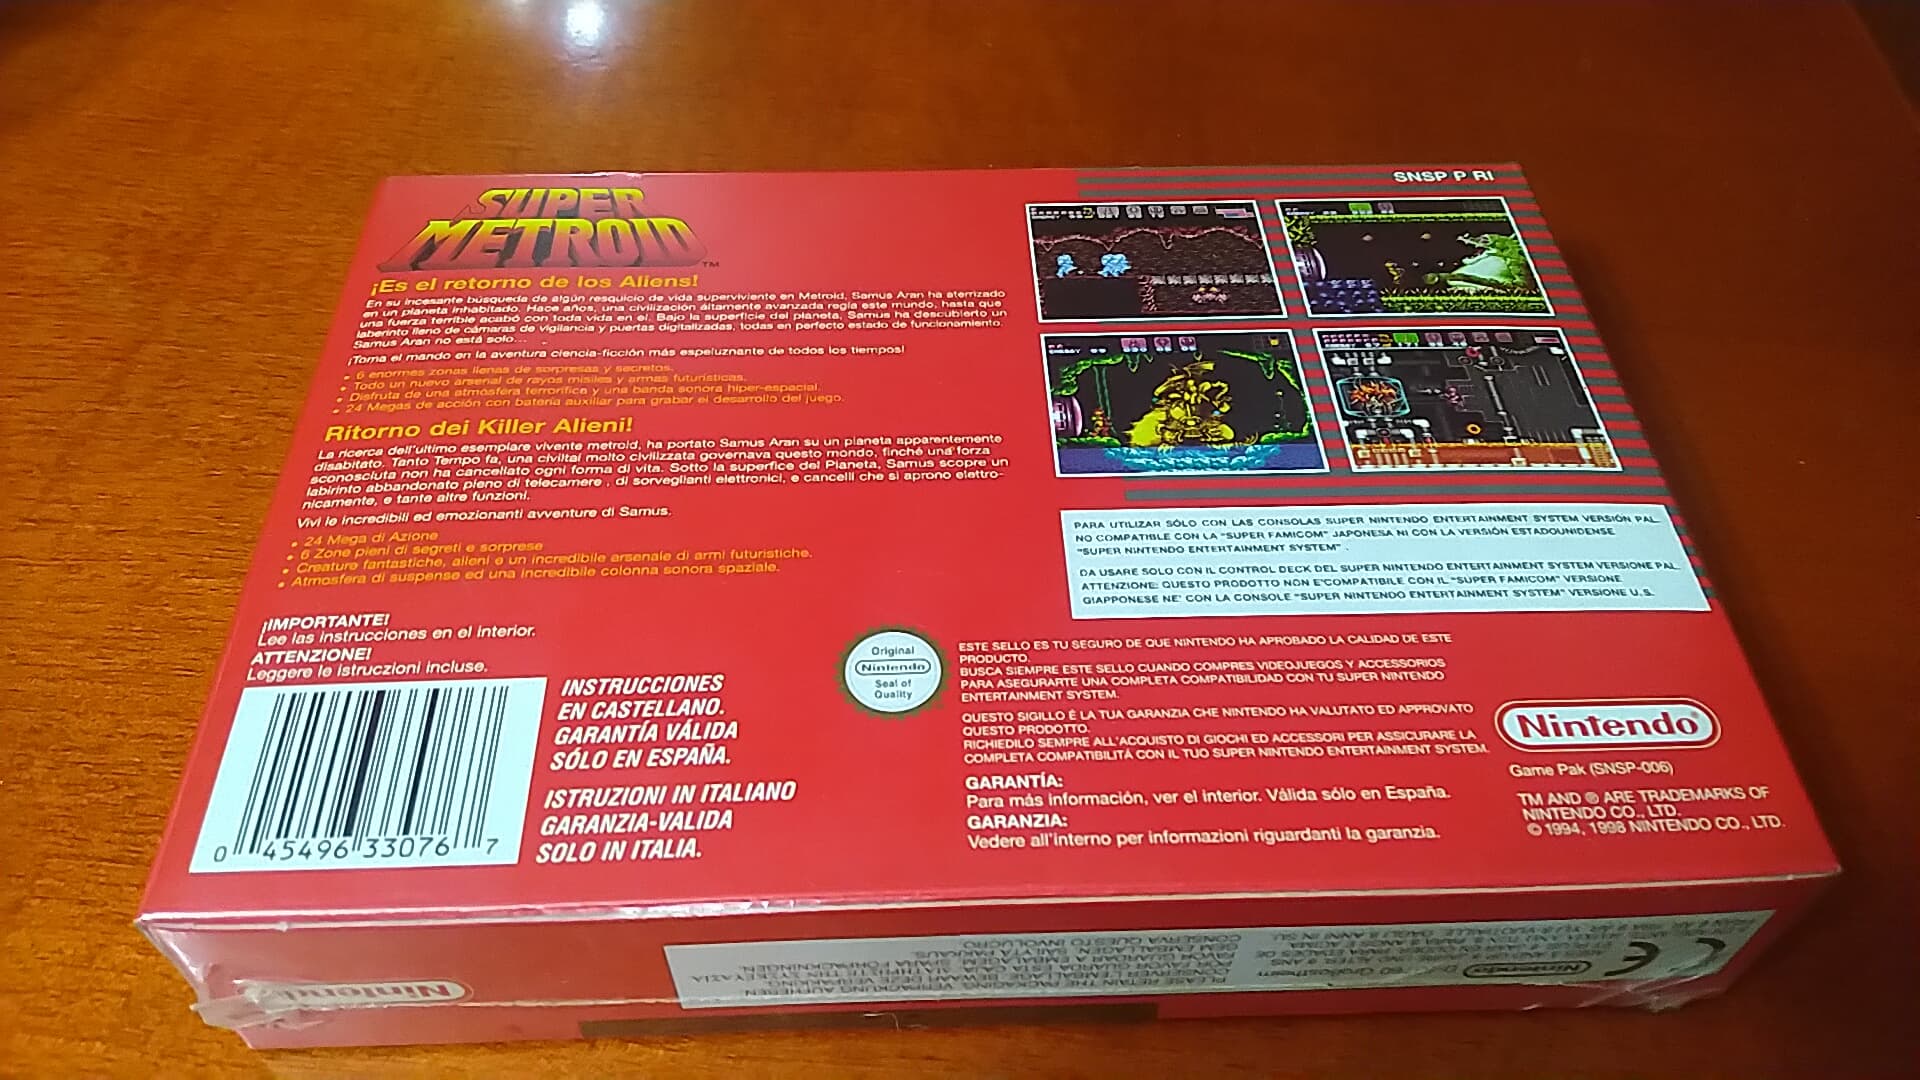 SNSP P RI
SUPER
METROID™
¡Es el retorno de los Aliens!
En su incesante búsqueda de algún resquicio de vida superviviente en Metroid, Samus Aran ha aterrizado
en un planeta inhabitado. Hace años, una civilización altamente avanzada regía este mundo, hasta que
una fuerza terrible acabó con toda vida en el. Bajo la superficie del planeta, Samus ha descubierto un
laberinto lleno de cámaras de vigilancia y puertas digitalizadas, todas en perfecto estado de funcionamiento.
Samus Aran no está solo...
¡Toma el mando en la aventura ciencia-ficción más espeluznante de todos los tiempos!
• 6 enormes zonas llenas de sorpresas y secretos.
• Todo un nuevo arsenal de rayos misiles y armas futurísticas.
• Disfruta de una atmósfera terrorífica y una banda sonora hiper-espacial.
• 24 Megas de acción con batería auxiliar para grabar el desarrollo del juego.
Ritorno dei Killer Alieni!
La ricerca dell'ultimo esemplare vivente metroid, ha portato Samus Aran su un pianeta apparentemente
disabitato. Tanto Tempo fa, una civiltal molto civilizzata governava questo mondo, finché una forza
sconosciuta non ha cancellato ogni forma di vita. Sotto la superfice del Pianeta, Samus scopre un
labirinto abbandonato pieno di telecamere , di sorveglianti elettronici, e cancelli che si aprono elettro-
nicamente, e tante altre funzioni.
Vivi le incredibili ed emozionanti avventure di Samus.
• 24 Mega di Azione
• 6 Zone pieni di segreti e sorprese
• Creature fantastiche, alieni e un incredibile arsenale di armi futuristiche.
• Atmosfera di suspense ed una incredibile colonna sonora spaziale.
PARA UTILIZAR SÓLO CON LAS CONSOLAS SUPER NINTENDO ENTERTAINMENT SYSTEM VERSIÓN PAL.
NO COMPATIBLE CON LA "SUPER FAMICOM" JAPONESA NI CON LA VERSIÓN ESTADOUNIDENSE
"SUPER NINTENDO ENTERTAINMENT SYSTEM" .
DA USARE SOLO CON IL CONTROL DECK DEL SUPER NINTENDO ENTERTAINMENT SYSTEM VERSIONE PAL.
ATTENZIONE: QUESTO PRODOTTO NON E'COMPATIBILE CON IL "SUPER FAMICOM" VERSIONE
GIAPPONESE NE' CON LA CONSOLE "SUPER NINTENDO ENTERTAINMENT SYSTEM" VERSIONE U.S.
¡IMPORTANTE!
Lee las instrucciones en el interior.
ATTENZIONE!
Leggere le istruczioni incluse.
0 45496 33076 7
INSTRUCCIONES
EN CASTELLANO.
GARANTÍA VÁLIDA
SÓLO EN ESPAÑA.
ISTRUZIONI IN ITALIANO
GARANZIA-VALIDA
SOLO IN ITALIA.
Original
Nintendo
Seal of
Quality
ESTE SELLO ES TU SEGURO DE QUE NINTENDO HA APROBADO LA CALIDAD DE ESTE
PRODUCTO.
BUSCA SIEMPRE ESTE SELLO CUANDO COMPRES VIDEOJUEGOS Y ACCESSORIOS
PARA ASEGURARTE UNA COMPLETA COMPATIBILIDAD CON TU SUPER NINTENDO
ENTERTAINMENT SYSTEM.
QUESTO SIGILLO È LA TUA GARANZIA CHE NINTENDO HA VALUTATO ED APPROVATO
QUESTO PRODOTTO.
RICHIEDILO SEMPRE ALL'ACQUISTO DI GIOCHI ED ACCESSORI PER ASSICURARE LA
COMPLETA COMPATIBILITÀ CON IL TUO SUPER NINTENDO ENTERTAINMENT SYSTEM.
GARANTÍA:
Para más información, ver el interior. Válida sólo en España.
GARANZIA:
Vedere all'interno per informazioni riguardanti la garanzia.
Nintendo®
Game Pak (SNSP-006)
TM AND ® ARE TRADEMARKS OF
NINTENDO CO., LTD.
© 1994, 1998 NINTENDO CO., LTD.
Nintendo
PLEASE RETAIN THE PACKAGING. VERPACKUNG AUFHEBEN.
CONSERVA QUESTO INVOLUCRO
Nintendo
CE